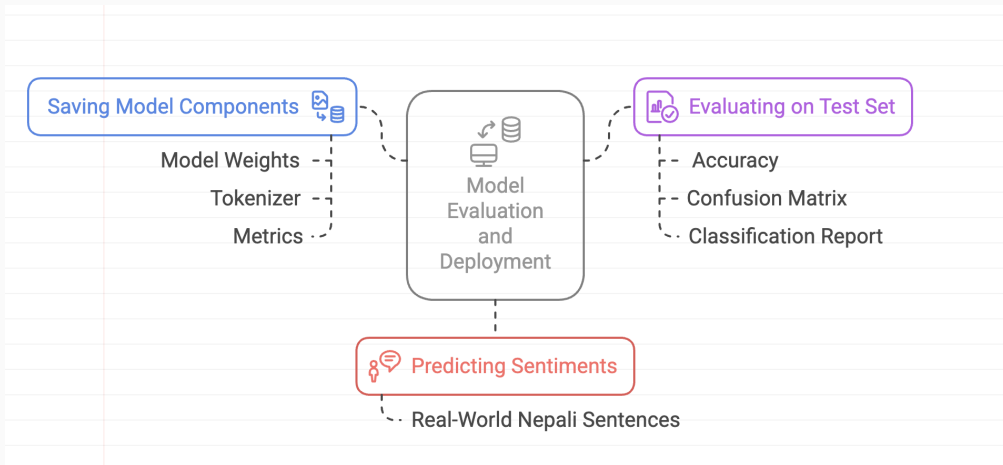 Saving Model Components
Model Weights
Tokenizer
Metrics
Model
Evaluation
and
Deployment
Evaluating on Test Set
Accuracy
Confusion Matrix
Classification Report
Predicting Sentiments
Real-World Nepali Sentences